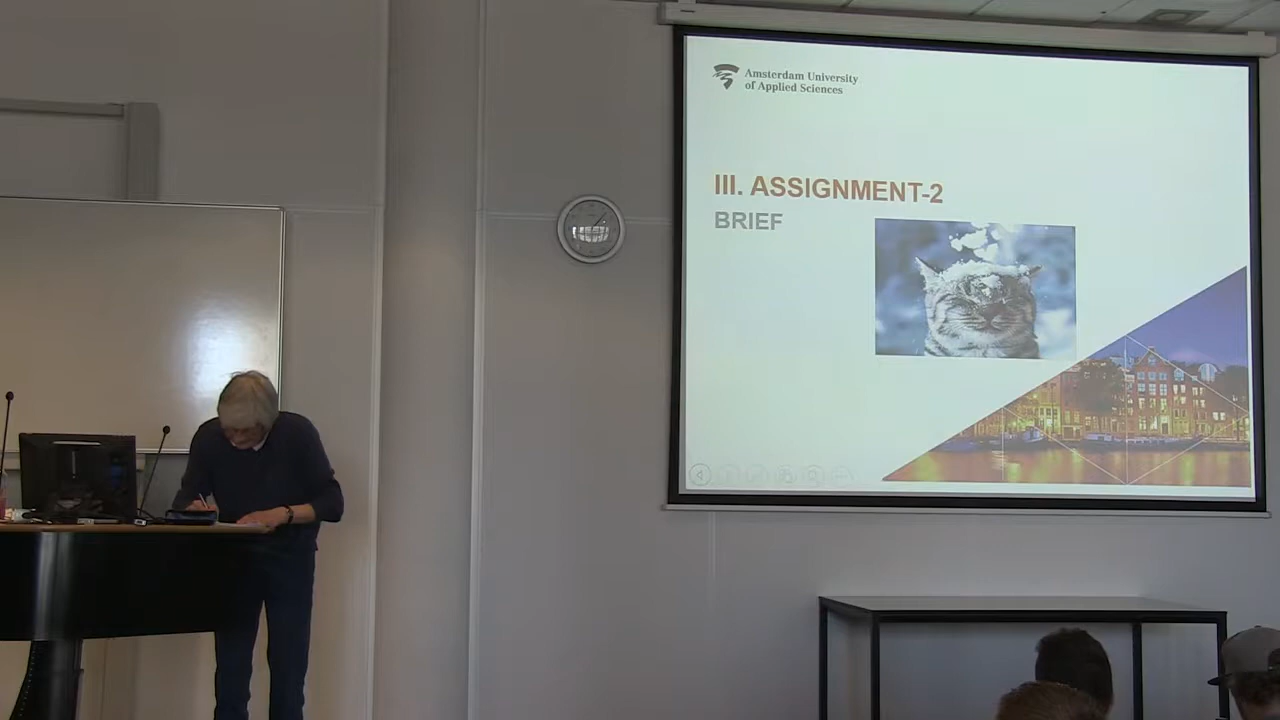 Amsterdam University
of Applied Sciences
III. ASSIGNMENT-2
BRIEF